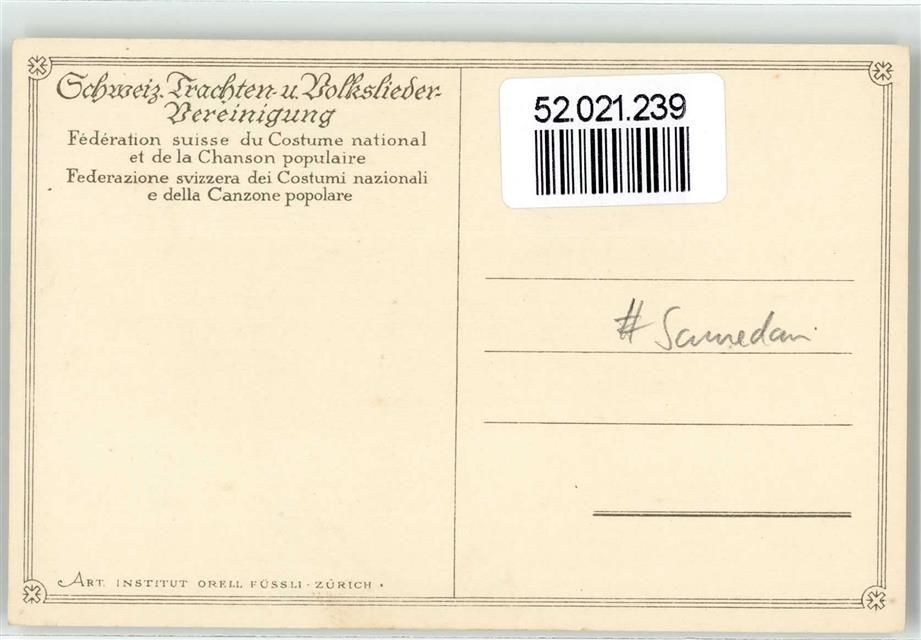 Schweiz. Trachten- u. Volkslieder-
Vereinigung
Fédération suisse du Costume national
et de la Chanson populaire
Federazione svizzera dei Costumi nazionali
e della Canzone popolare
ART. INSTITUT ORELL FÜSSLI · ZÜRICH ·
52.021.239
# Samedan